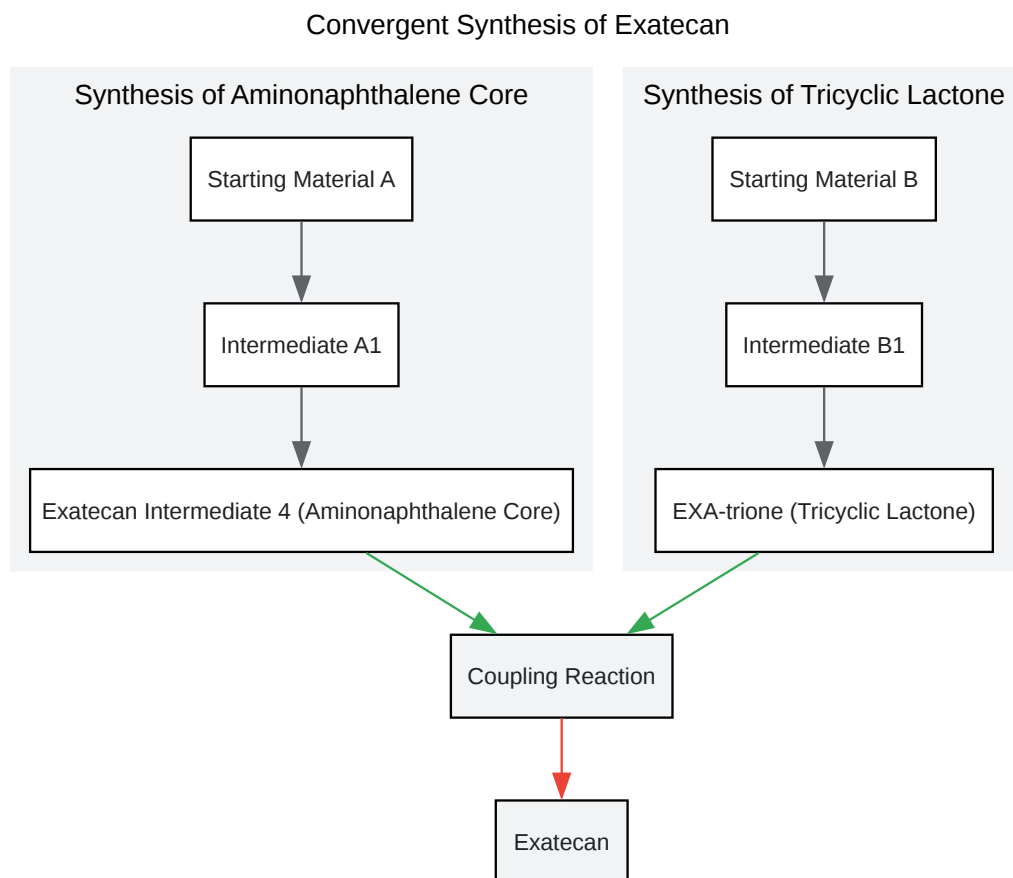 Convergent Synthesis of Exatecan
Synthesis of Aminonaphthalene Core
Starting Material A
Intermediate A1
Exatecan Intermediate 4 (Aminonaphthalene Core)
Synthesis of Tricyclic Lactone
Starting Material B
Intermediate B1
EXA-trione (Tricyclic Lactone)
Coupling Reaction
Exatecan